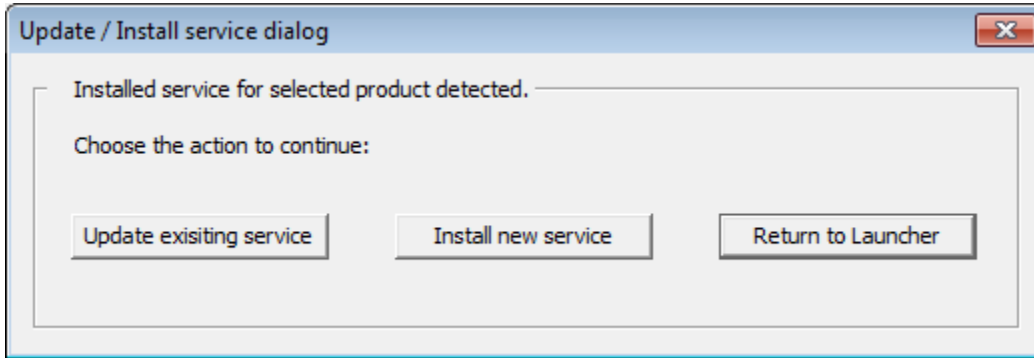 Update / Install service dialog
Installed service for selected product detected.
Choose the action to continue:
Update exisiting service
Install new service
Return to Launcher